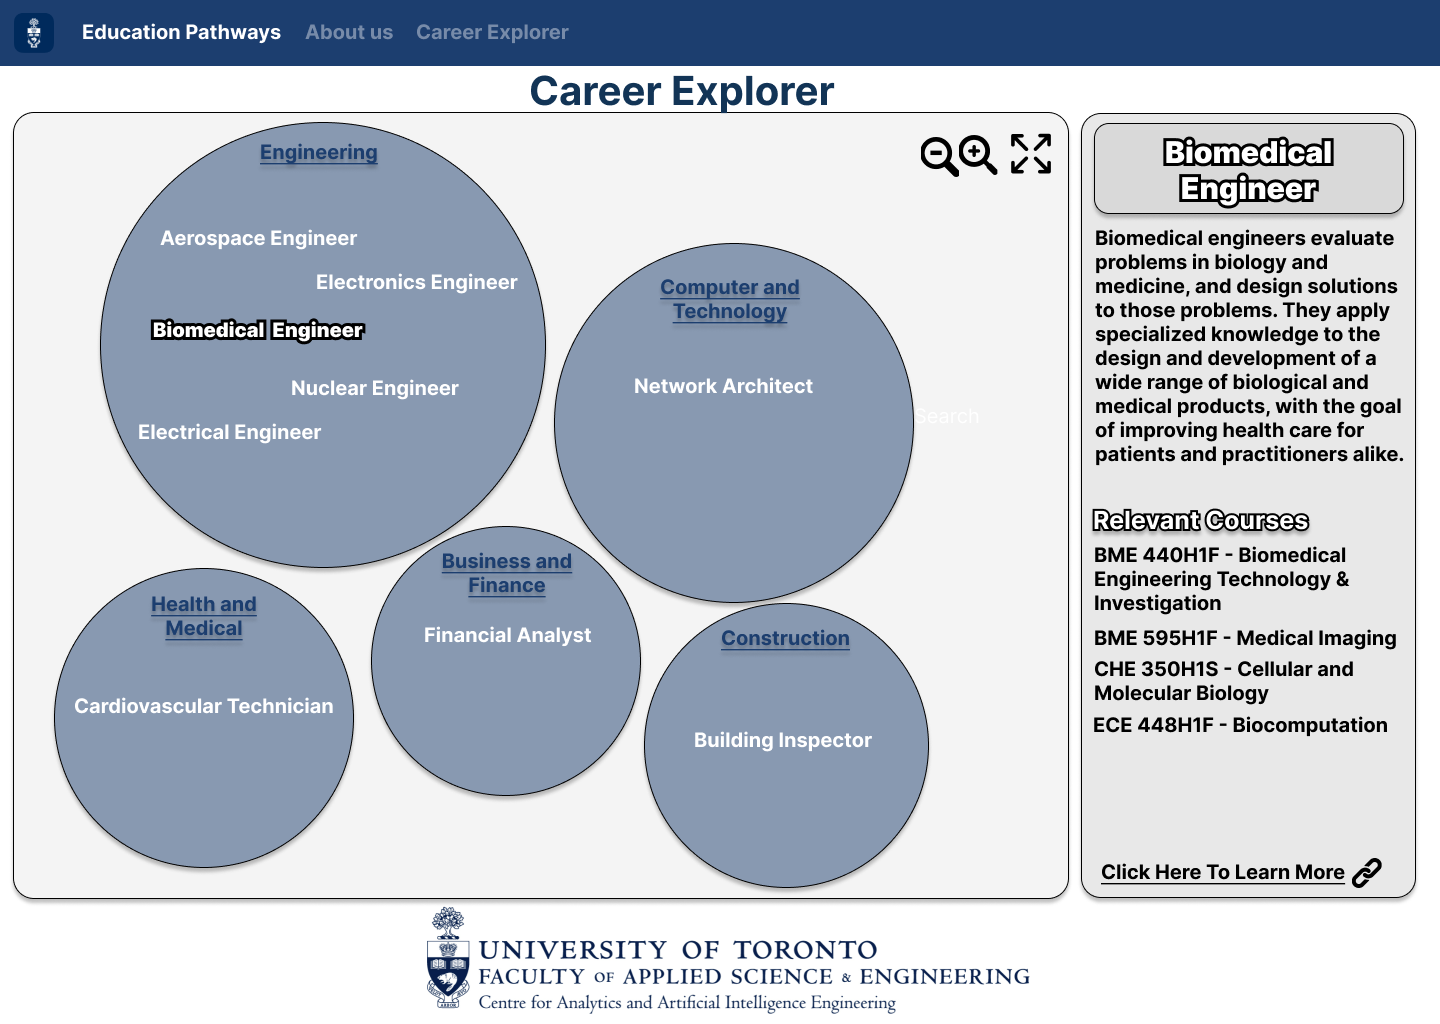 Education Pathways About us Career Explorer
Career Explorer
Engineering
Aerospace Engineer
Electronics Engineer
Biomedical Engineer
Nuclear Engineer
Electrical Engineer
Computer and
Technology
Network Architect
Search
Business and
Finance
Financial Analyst
Health and
Medical
Cardiovascular Technician
Construction
Building Inspector
Biomedical
Engineer
Biomedical engineers evaluate
problems in biology and
medicine, and design solutions
to those problems. They apply
specialized knowledge to the
design and development of a
wide range of biological and
medical products, with the goal
of improving health care for
patients and practitioners alike.
Relevant Courses
BME 440H1F - Biomedical
Engineering Technology &
Investigation
BME 595H1F - Medical Imaging
CHE 350H1S - Cellular and
Molecular Biology
ECE 448H1F - Biocomputation
Click Here To Learn More
UNIVERSITY OF TORONTO
FACULTY OF APPLIED SCIENCE & ENGINEERING
Centre for Analytics and Artificial Intelligence Engineering